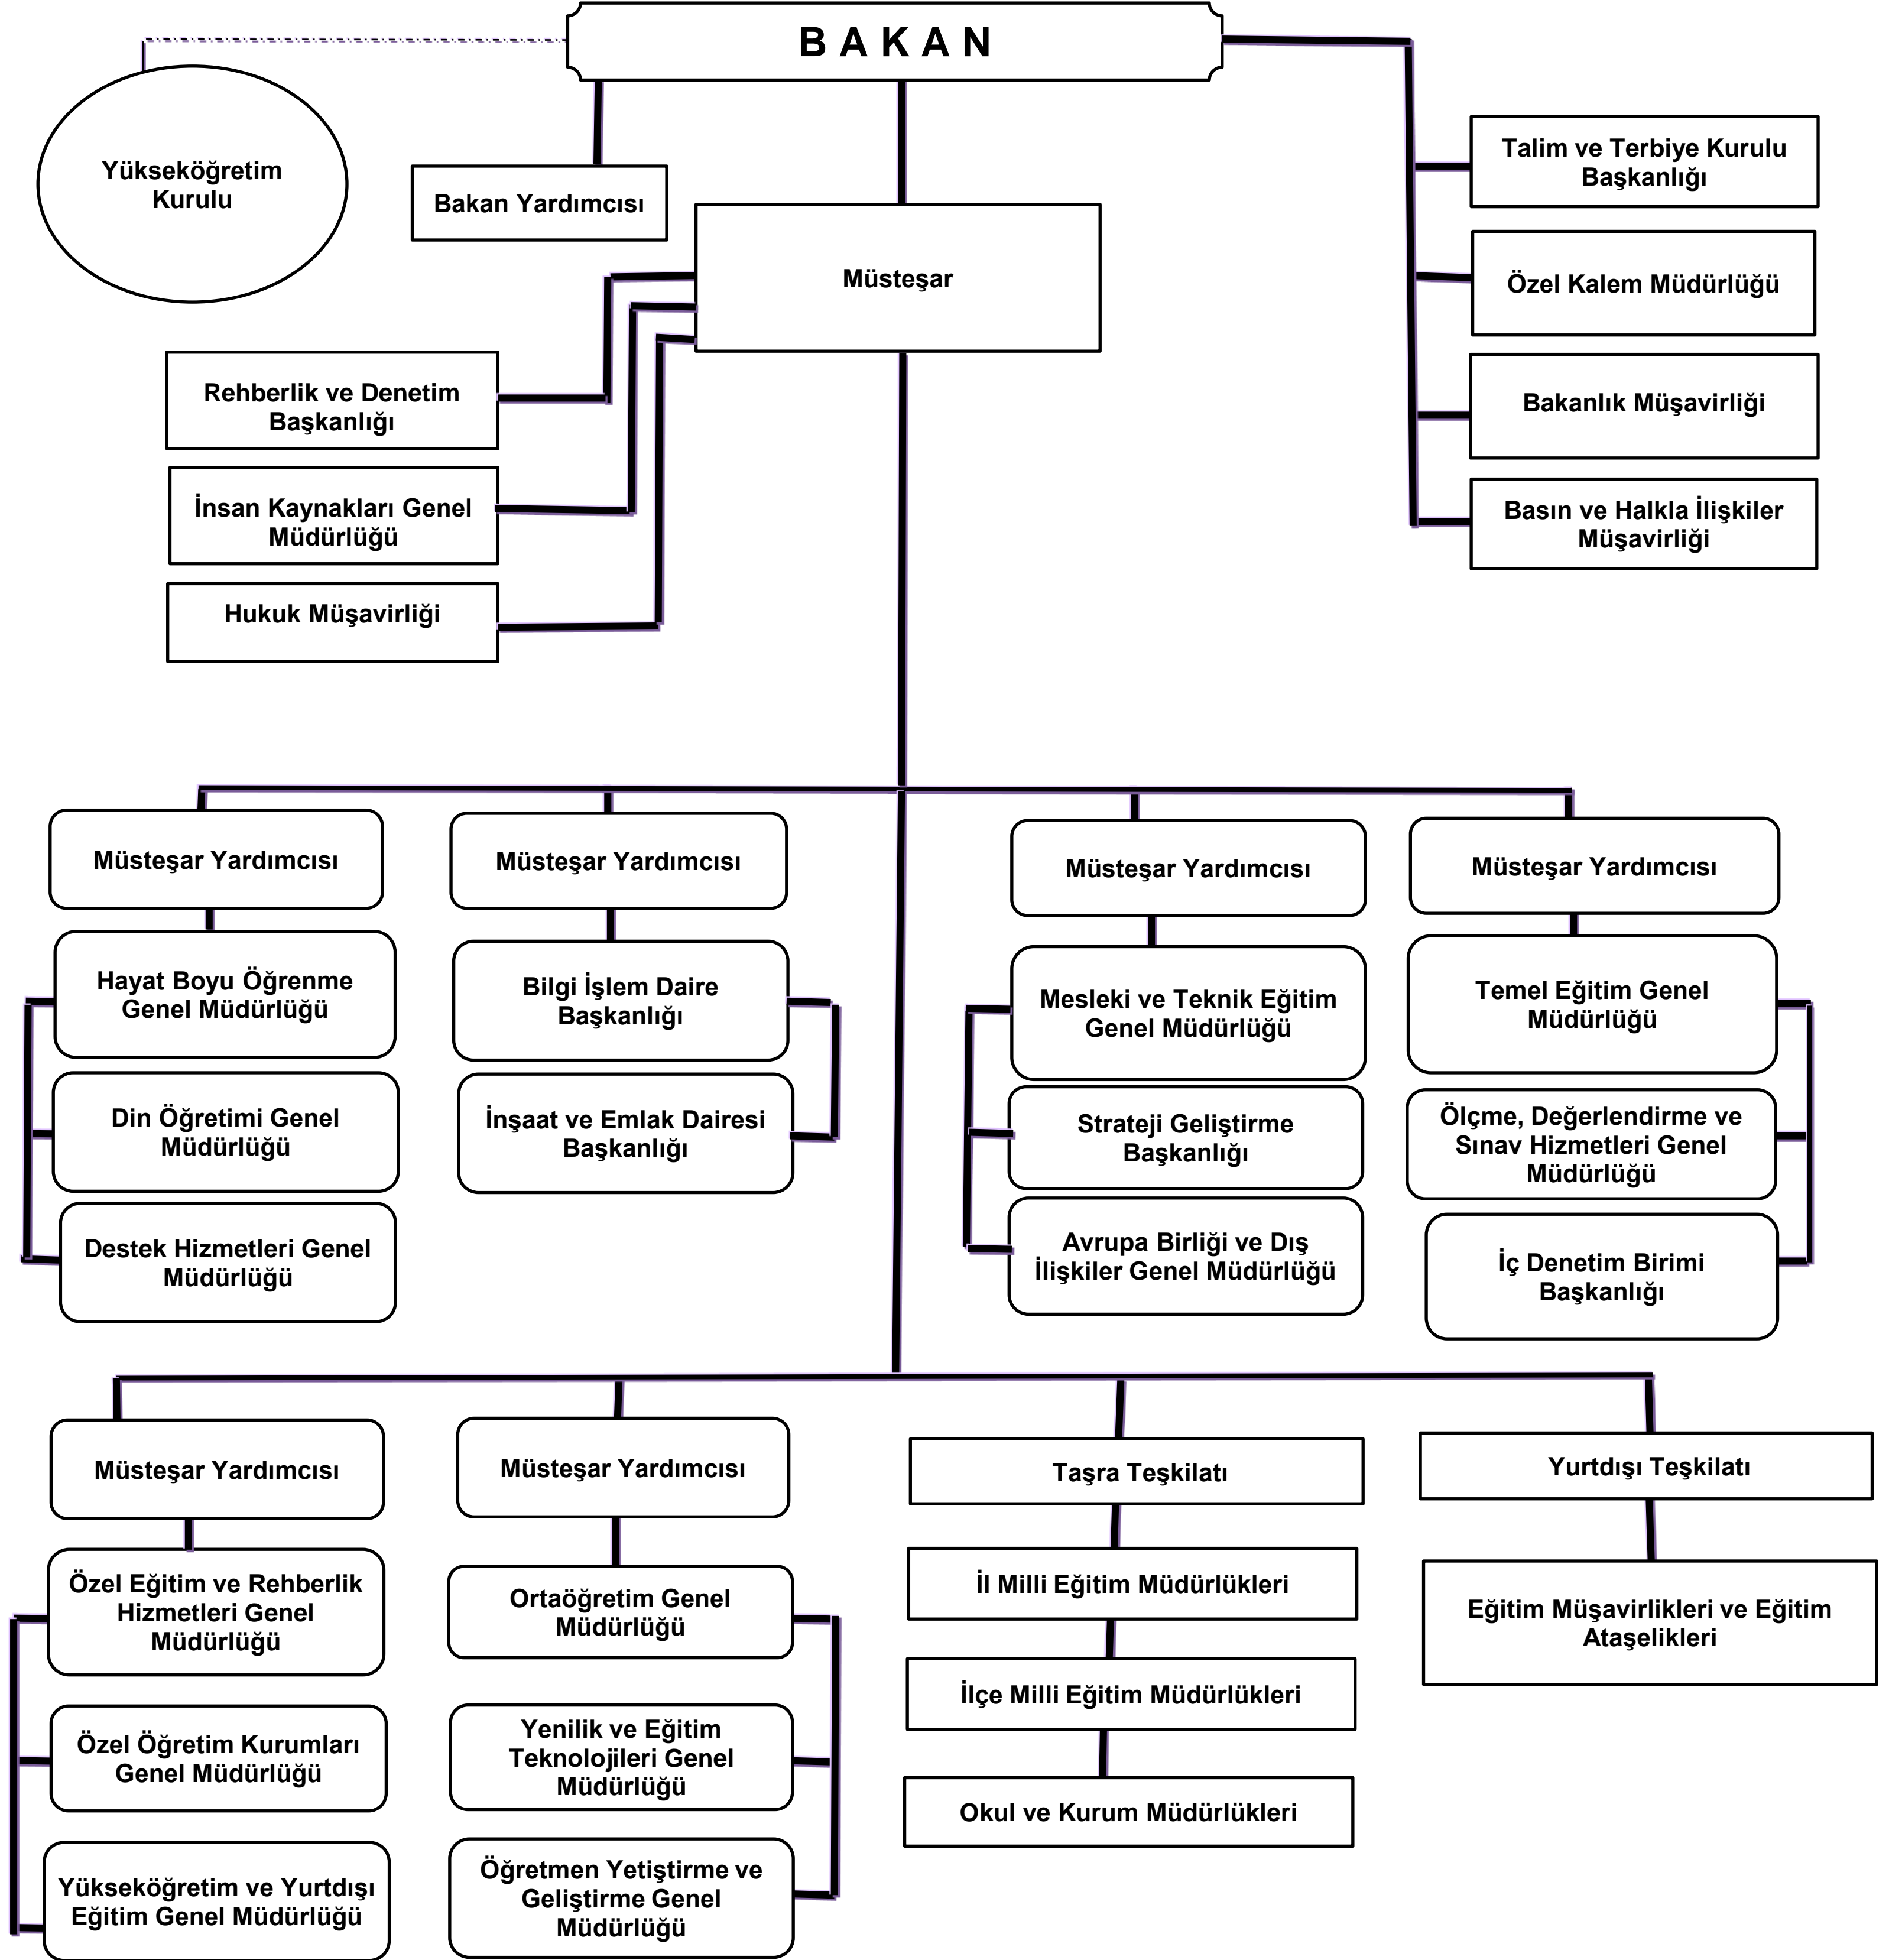 B A K A N
Yükseköğretim
Kurulu
Bakan Yardımcısı
Müsteşar
Talim ve Terbiye Kurulu
Başkanlığı
Özel Kalem Müdürlüğü
Bakanlık Müşavirliği
Basın ve Halkla İlişkiler
Müşavirliği
Rehberlik ve Denetim
Başkanlığı
İnsan Kaynakları Genel
Müdürlüğü
Hukuk Müşavirliği
Müsteşar Yardımcısı
Hayat Boyu Öğrenme
Genel Müdürlüğü
Din Öğretimi Genel
Müdürlüğü
Destek Hizmetleri Genel
Müdürlüğü
Müsteşar Yardımcısı
Bilgi İşlem Daire
Başkanlığı
İnşaat ve Emlak Dairesi
Başkanlığı
Müsteşar Yardımcısı
Mesleki ve Teknik Eğitim
Genel Müdürlüğü
Strateji Geliştirme
Başkanlığı
Avrupa Birliği ve Dış
İlişkiler Genel Müdürlüğü
Müsteşar Yardımcısı
Temel Eğitim Genel
Müdürlüğü
Ölçme, Değerlendirme ve
Sınav Hizmetleri Genel
Müdürlüğü
İç Denetim Birimi
Başkanlığı
Müsteşar Yardımcısı
Özel Eğitim ve Rehberlik
Hizmetleri Genel
Müdürlüğü
Özel Öğretim Kurumları
Genel Müdürlüğü
Yükseköğretim ve Yurtdışı
Eğitim Genel Müdürlüğü
Müsteşar Yardımcısı
Ortaöğretim Genel
Müdürlüğü
Yenilik ve Eğitim
Teknolojileri Genel
Müdürlüğü
Öğretmen Yetiştirme ve
Geliştirme Genel
Müdürlüğü
Taşra Teşkilatı
İl Milli Eğitim Müdürlükleri
İlçe Milli Eğitim Müdürlükleri
Okul ve Kurum Müdürlükleri
Yurtdışı Teşkilatı
Eğitim Müşavirlikleri ve Eğitim
Ataşelikleri